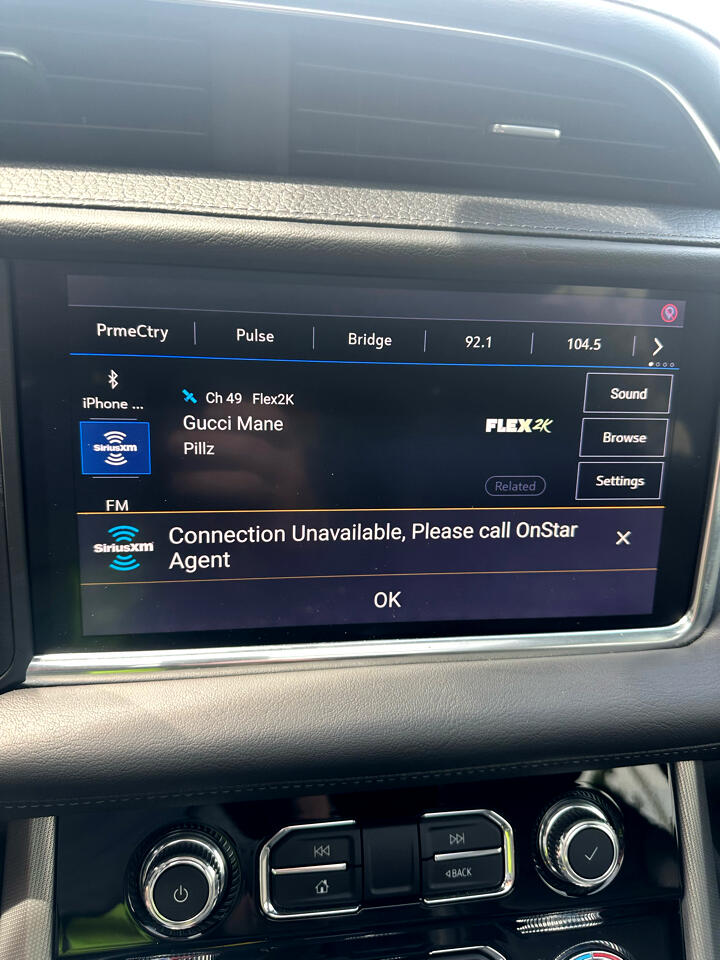 PrmeCtry
Pulse
Bridge
92.1
104.5
iPhone ...
Ch 49 Flex2K
Sound
Gucci Mane
FLEX2K
SiriusXM
Browse
Pillz
Related
Settings
FM
SiriusXM
Connection Unavailable, Please call OnStar
Agent
OK
BACK